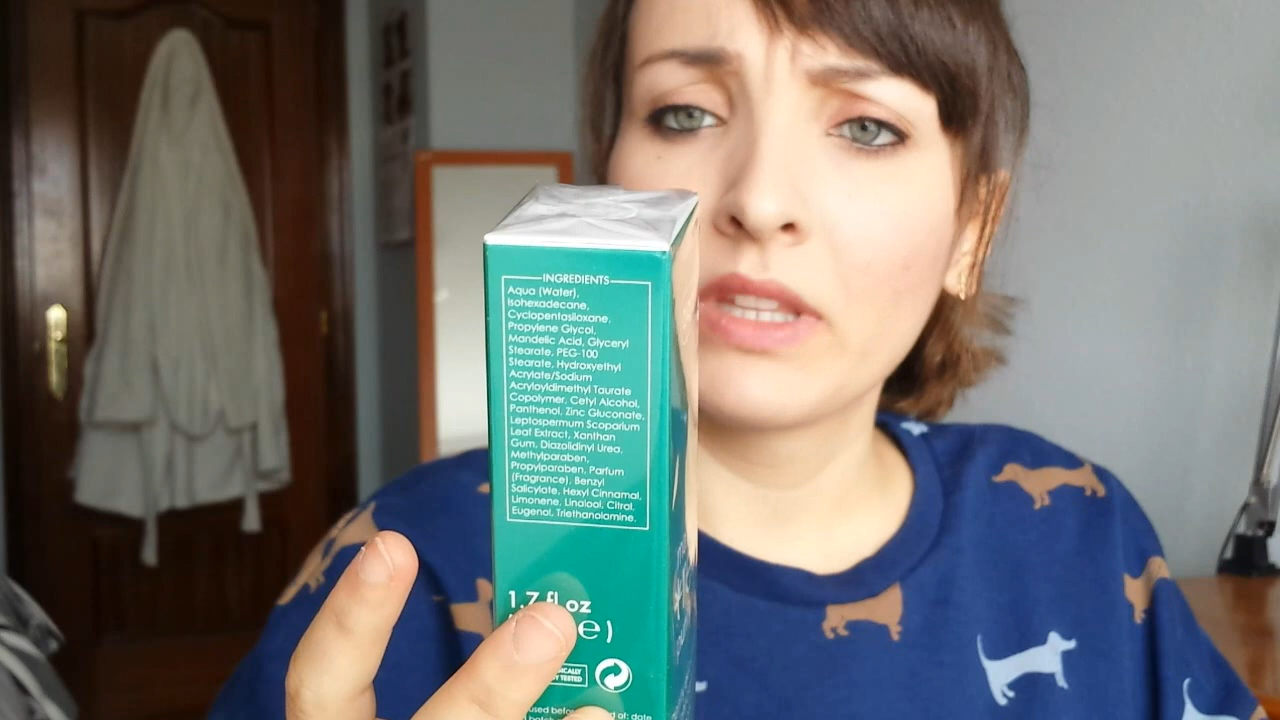 INGREDIENTS
Aqua (Water),
Isohexadecane,
Cyclopentasiloxane,
Propylene Glycol,
Mandelic Acid, Glyceryl
Stearate, PEG-100
Stearate, Hydroxyethyl
Acrylate/Sodium
Acryloyldimethyl Taurate
Copolymer, Cetyl Alcohol,
Panthenol, Zinc Gluconate,
Leptospermum Scoparium
Leaf Extract, Xanthan
Gum, Diazolidinyl Urea,
Methylparaben,
Propylparaben, Parfum
(Fragrance), Benzyl
Salicylate, Hexyl Cinnamal,
Limonene, Linalool, Citral,
Eugenol, Triethanolamine.
1.7 fl oz
e)
TESTED
of: date